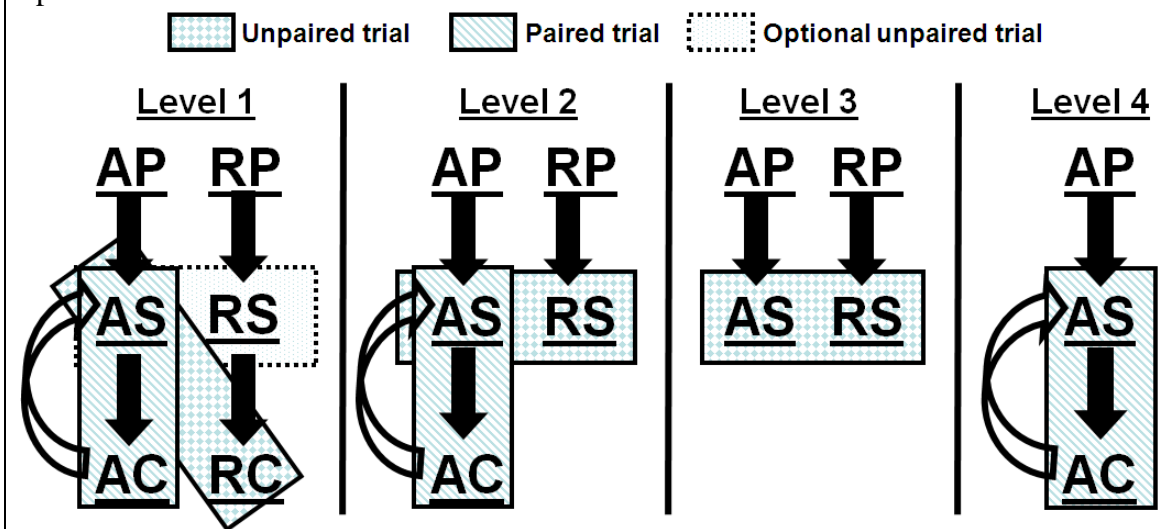 Unpaired trial Paired trial Optional unpaired trial
Level 1 Level 2 Level 3 Level 4
AP RP AP RP AP RP AP
AS RS AS RS AS RS AS
AC RC AC AC